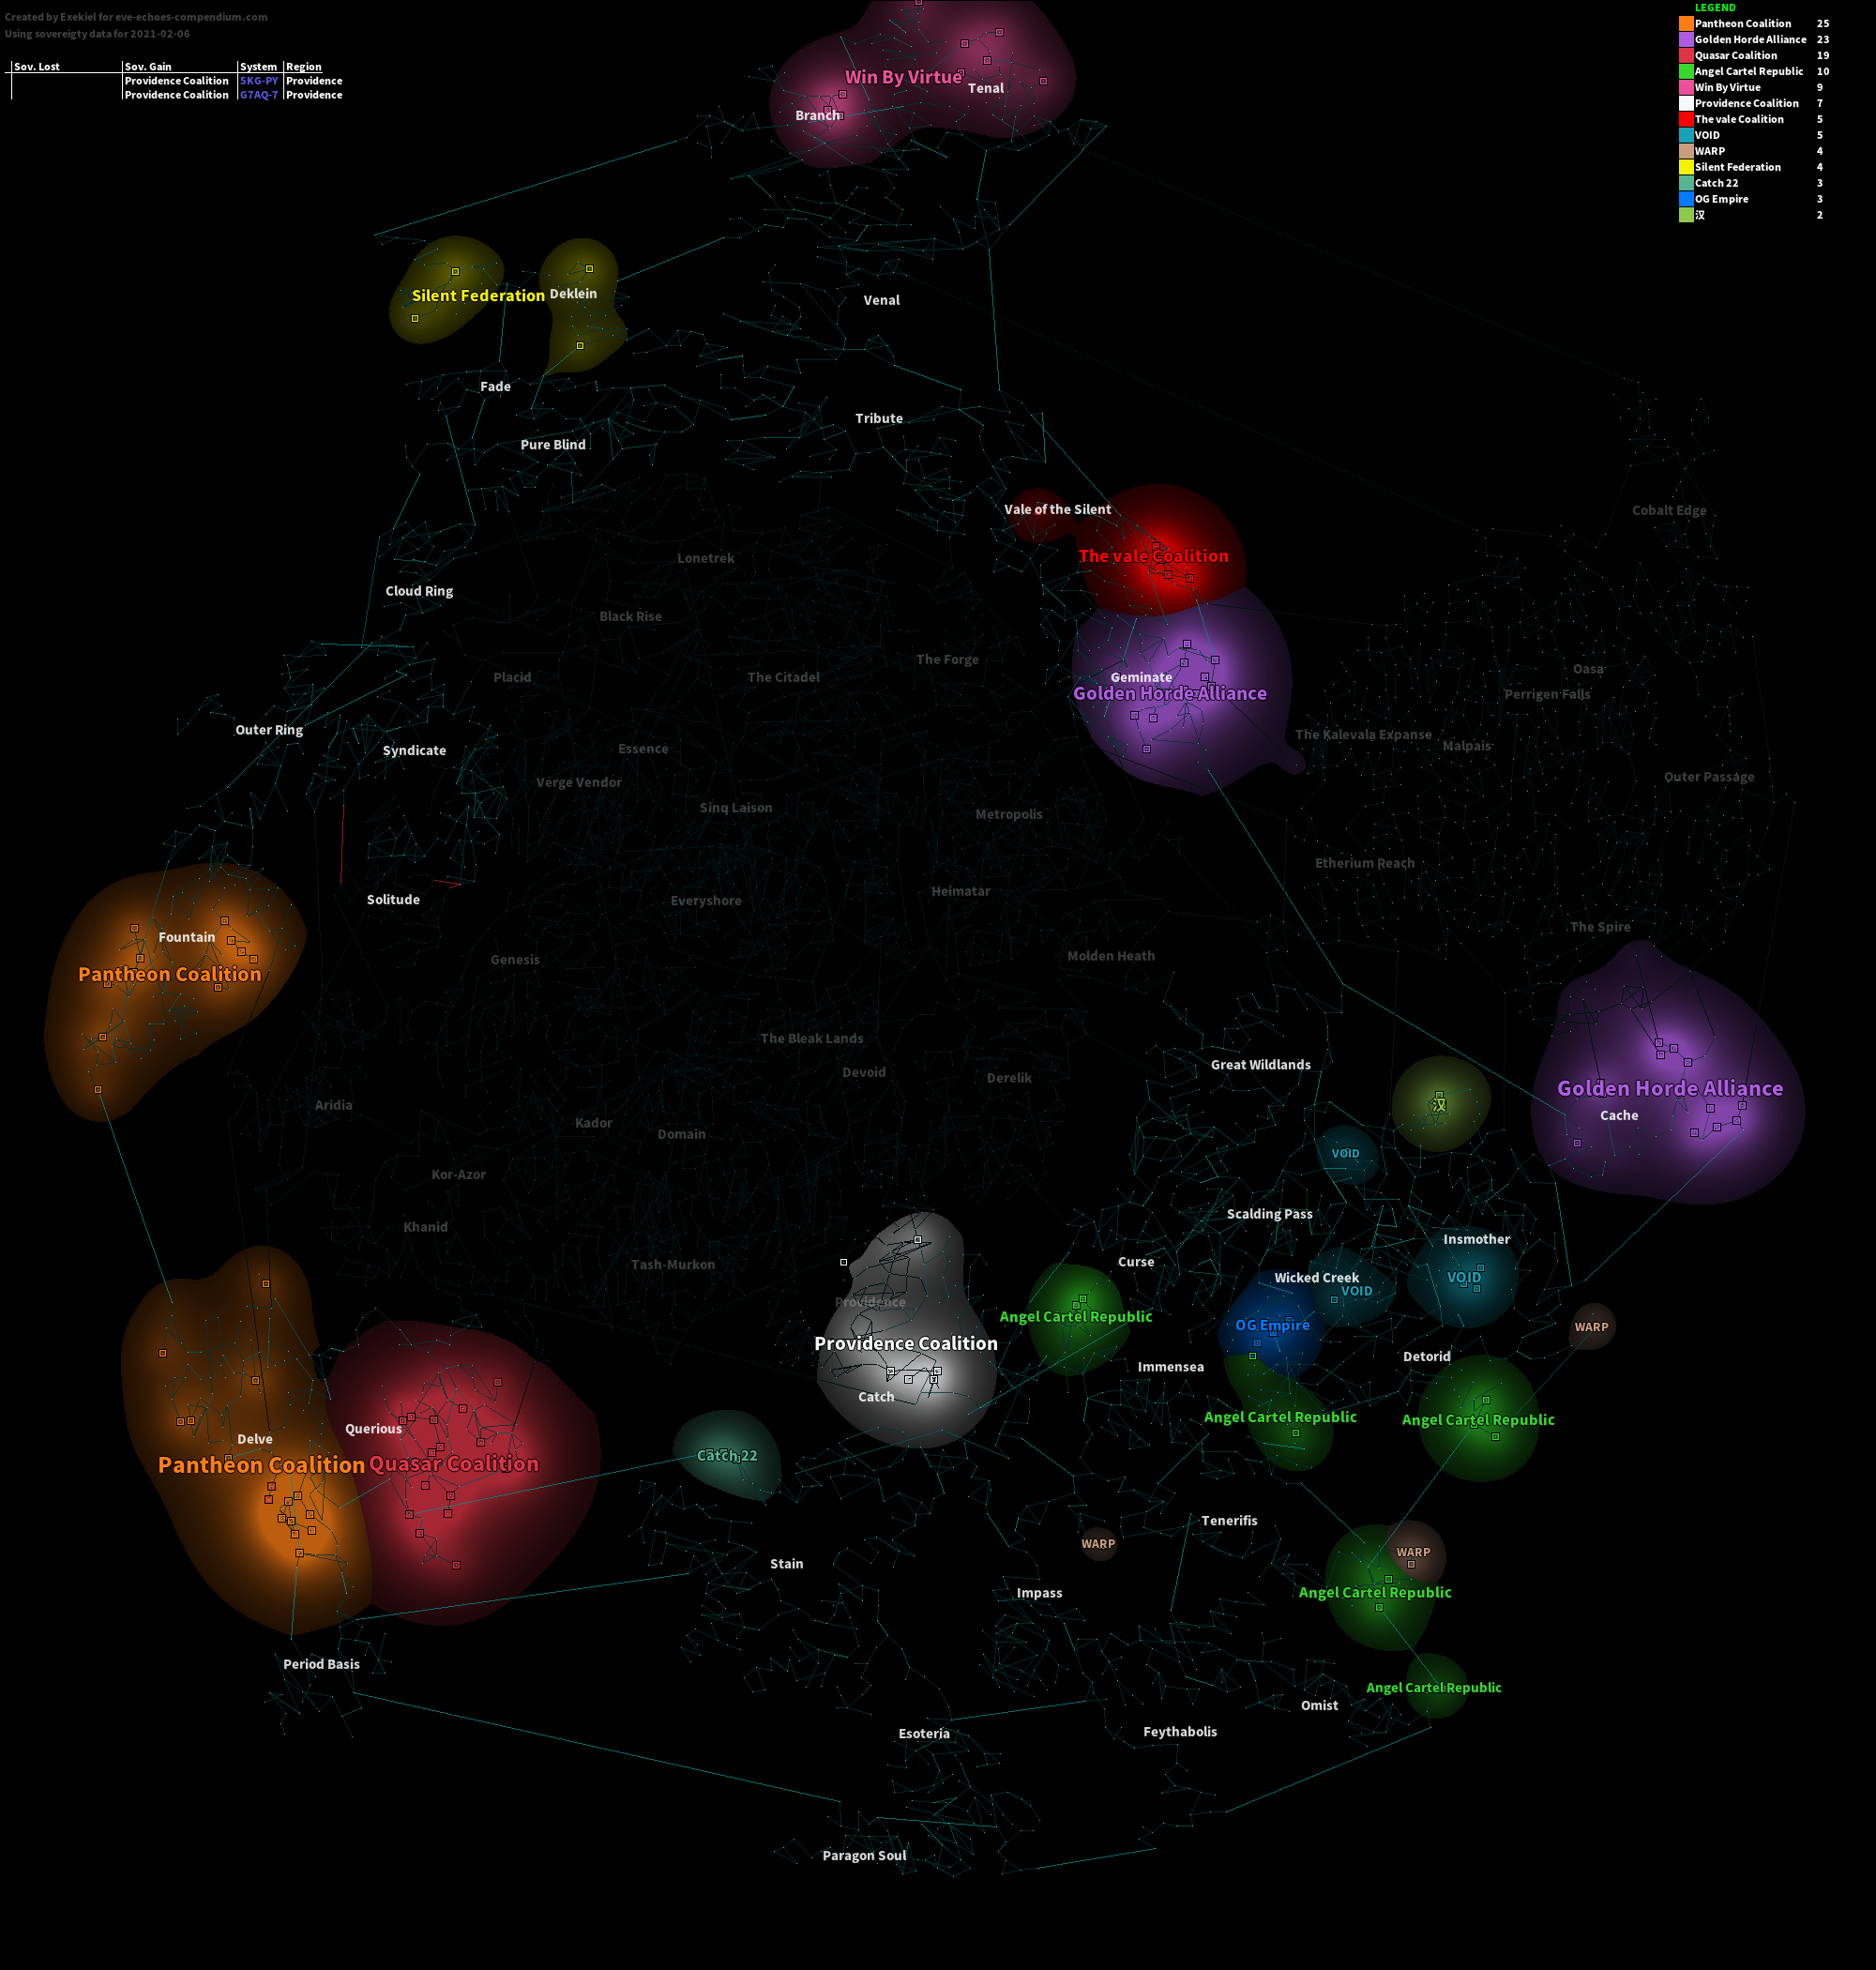 Created by Exekiel for eve-echoes-compendium.com
Using sovereigty data for 2021-02-06
Sov. Lost Sov. Gain System Region
Providence Coalition 5KG-PY Providence
Providence Coalition G7AQ-7 Providence
LEGEND
Pantheon Coalition 25
Golden Horde Alliance 23
Quasar Coalition 19
Angel Cartel Republic 10
Win By Virtue 9
Providence Coalition 7
The vale Coalition 5
VOID 5
WARP 4
Silent Federation 4
Catch 22 3
OG Empire 3
汉 2
Win By Virtue
Tenal
Branch
Silent Federation
Deklein
Venal
Fade
Tribute
Pure Blind
Vale of the Silent
Cobalt Edge
The vale Coalition
Lonetrek
Cloud Ring
Black Rise
The Forge
Oasa
Placid
The Citadel
Geminate
Golden Horde Alliance
Perrigen Falls
Outer Ring
The Kalevala Expanse
Malpais
Syndicate
Essence
Outer Passage
Verge Vendor
Sinq Laison
Metropolis
Etherium Reach
Heimatar
Solitude
Everyshore
The Spire
Fountain
Molden Heath
Genesis
Pantheon Coalition
The Bleak Lands
Great Wildlands
Devoid
Derelik
Golden Horde Alliance
Aridia
汉
Cache
Kador
Domain
VOID
Kor-Azor
Scalding Pass
Khanid
Insmother
Curse
Tash-Murkon
Wicked Creek
VOID
VOID
Providence
Angel Cartel Republic
OG Empire
WARP
Providence Coalition
Detorid
Immensea
Catch
Angel Cartel Republic
Angel Cartel Republic
Querious
Delve
Catch 22
Pantheon Coalition
Quasar Coalition
Tenerifis
WARP
WARP
Stain
Impass
Angel Cartel Republic
Period Basis
Angel Cartel Republic
Omist
Esoteria
Feythabolis
Paragon Soul